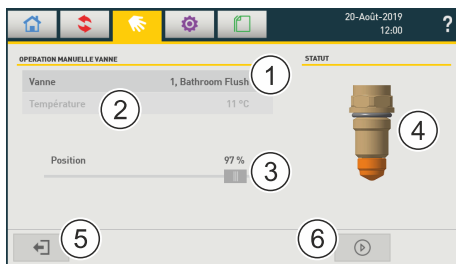 20-Août-2019
12:00
?
OPERATION MANUELLE VANNE
STATUT
Vanne
1, Bathroom Flush
1
Température
11 °C
2
Position
97 %
3
4
5
6